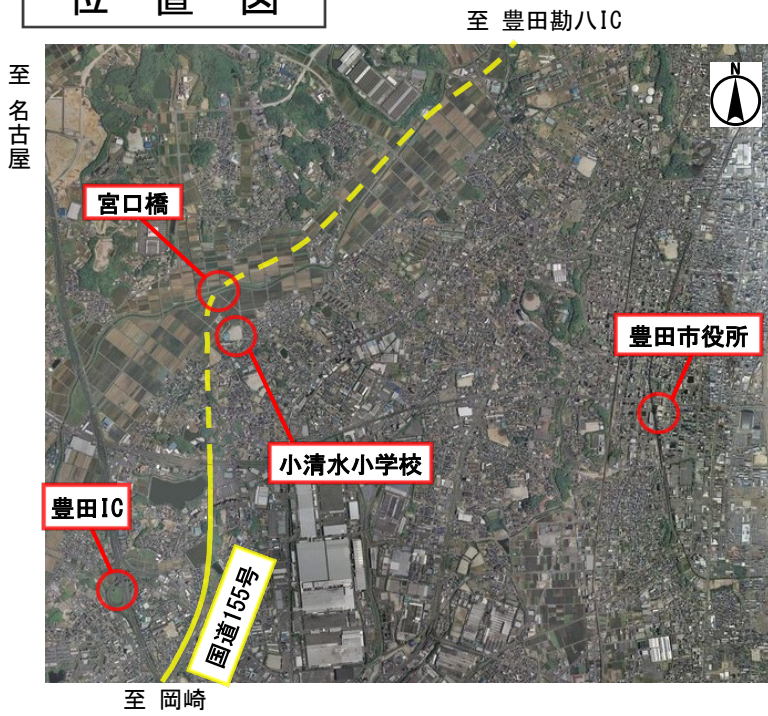 位置図
至 豊田勘八IC
至 名古屋
N
宮口橋
豊田市役所
小清水小学校
豊田IC
国道155号
至 岡崎